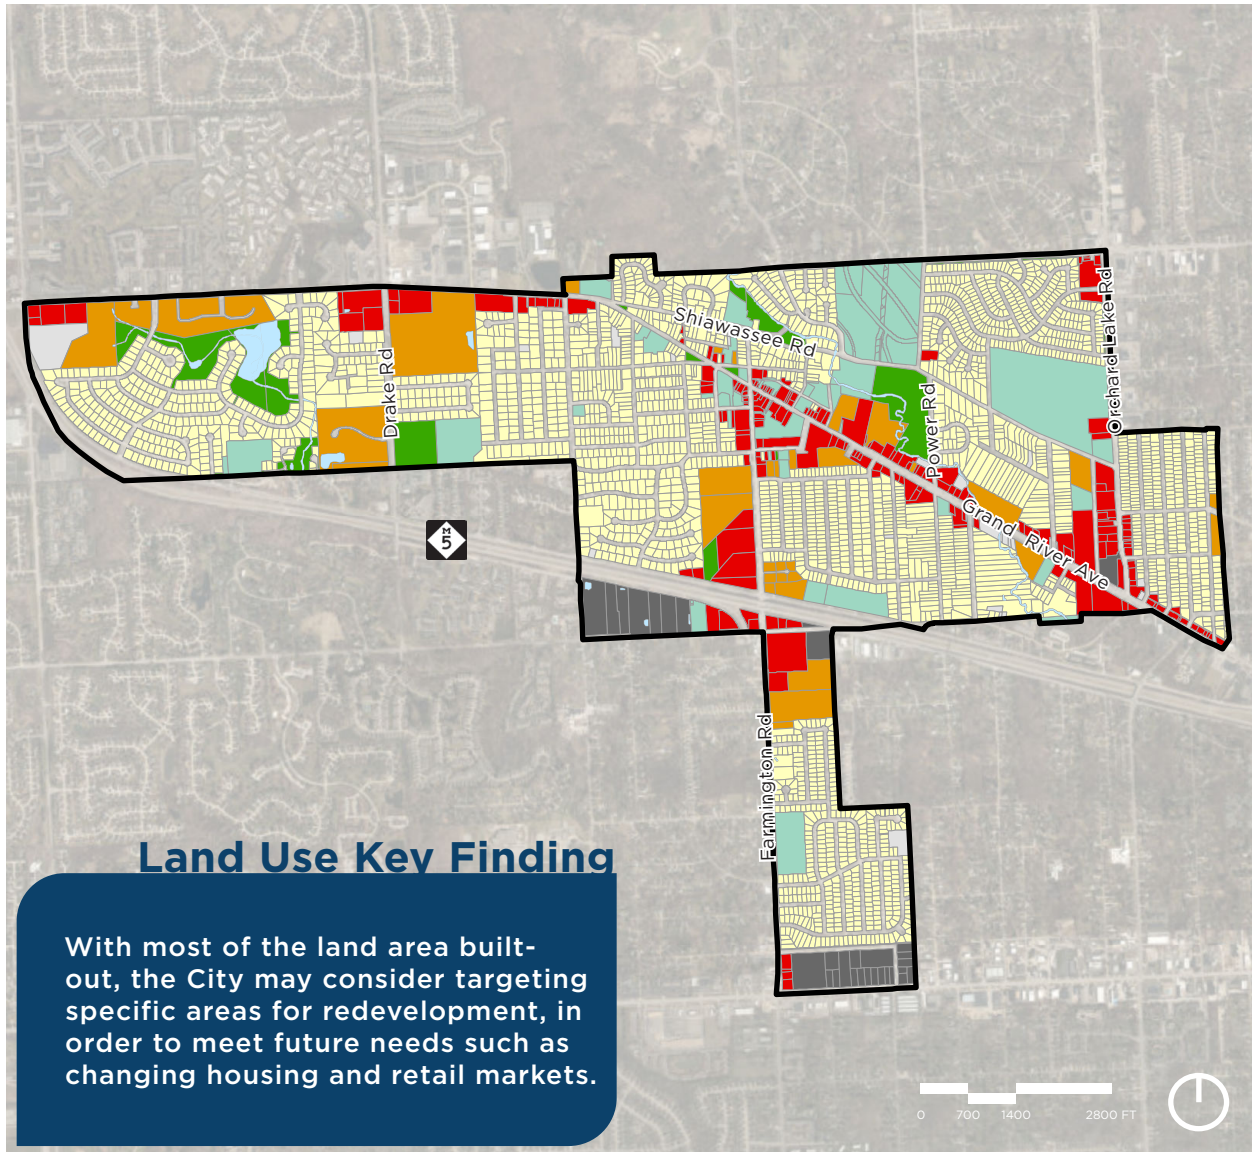 Shiawassee Rd
Orchard Lake Rd
Drake Rd
Power Rd
M
5
Grand River Ave
Farmington Rd
Land Use Key Finding
With most of the land area built-
out, the City may consider targeting
specific areas for redevelopment, in
order to meet future needs such as
changing housing and retail markets.
0 700 1400 2800 FT